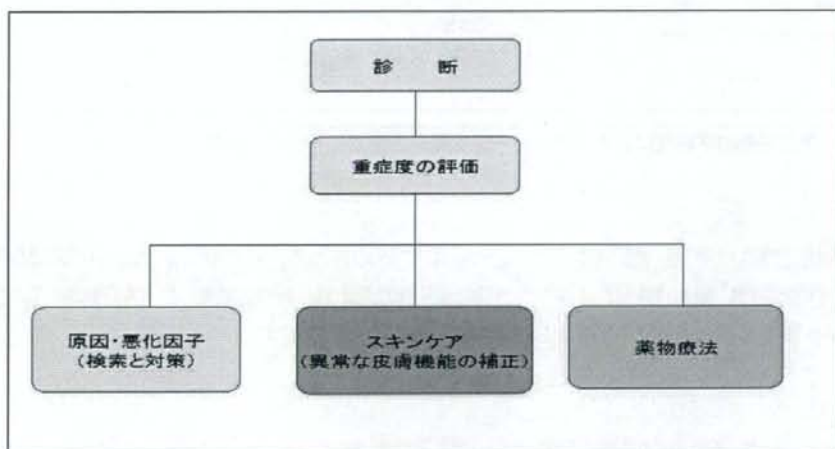 診　　断
重症度の評価
原因・悪化因子
（検索と対策）
スキンケア
（異常な皮膚機能の補正）
薬物療法